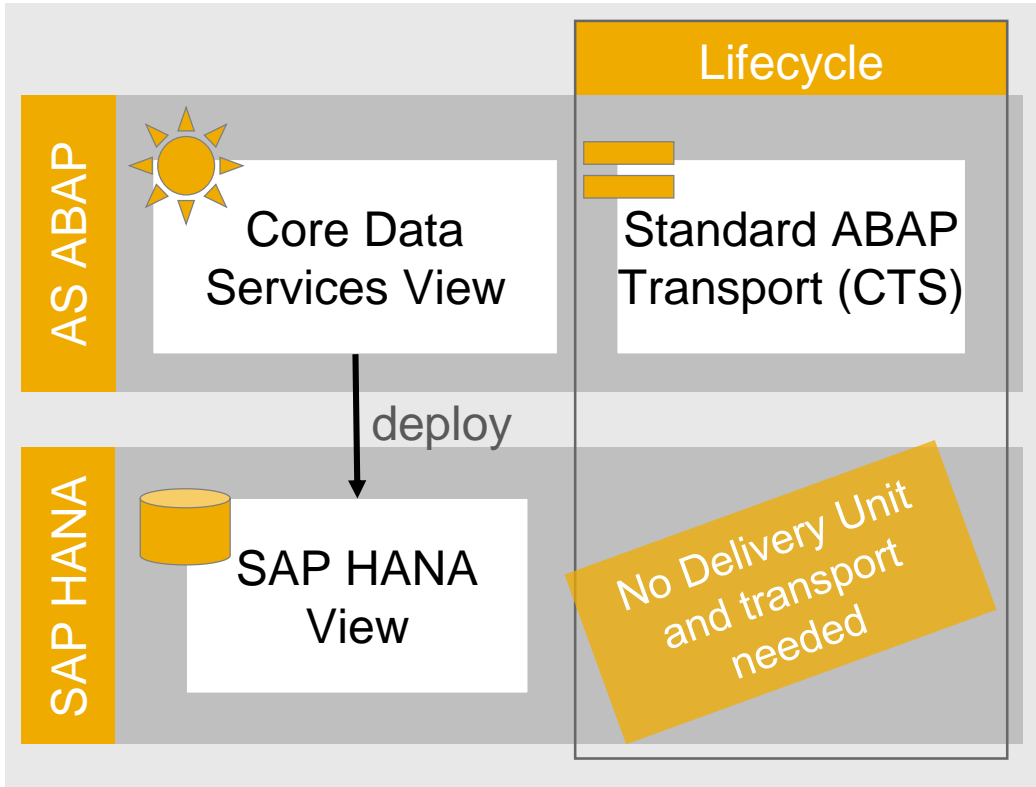 Lifecycle
AS ABAP
Core Data
Services View
Standard ABAP
Transport (CTS)
deploy
SAP HANA
SAP HANA
View
No Delivery Unit
and transport
needed